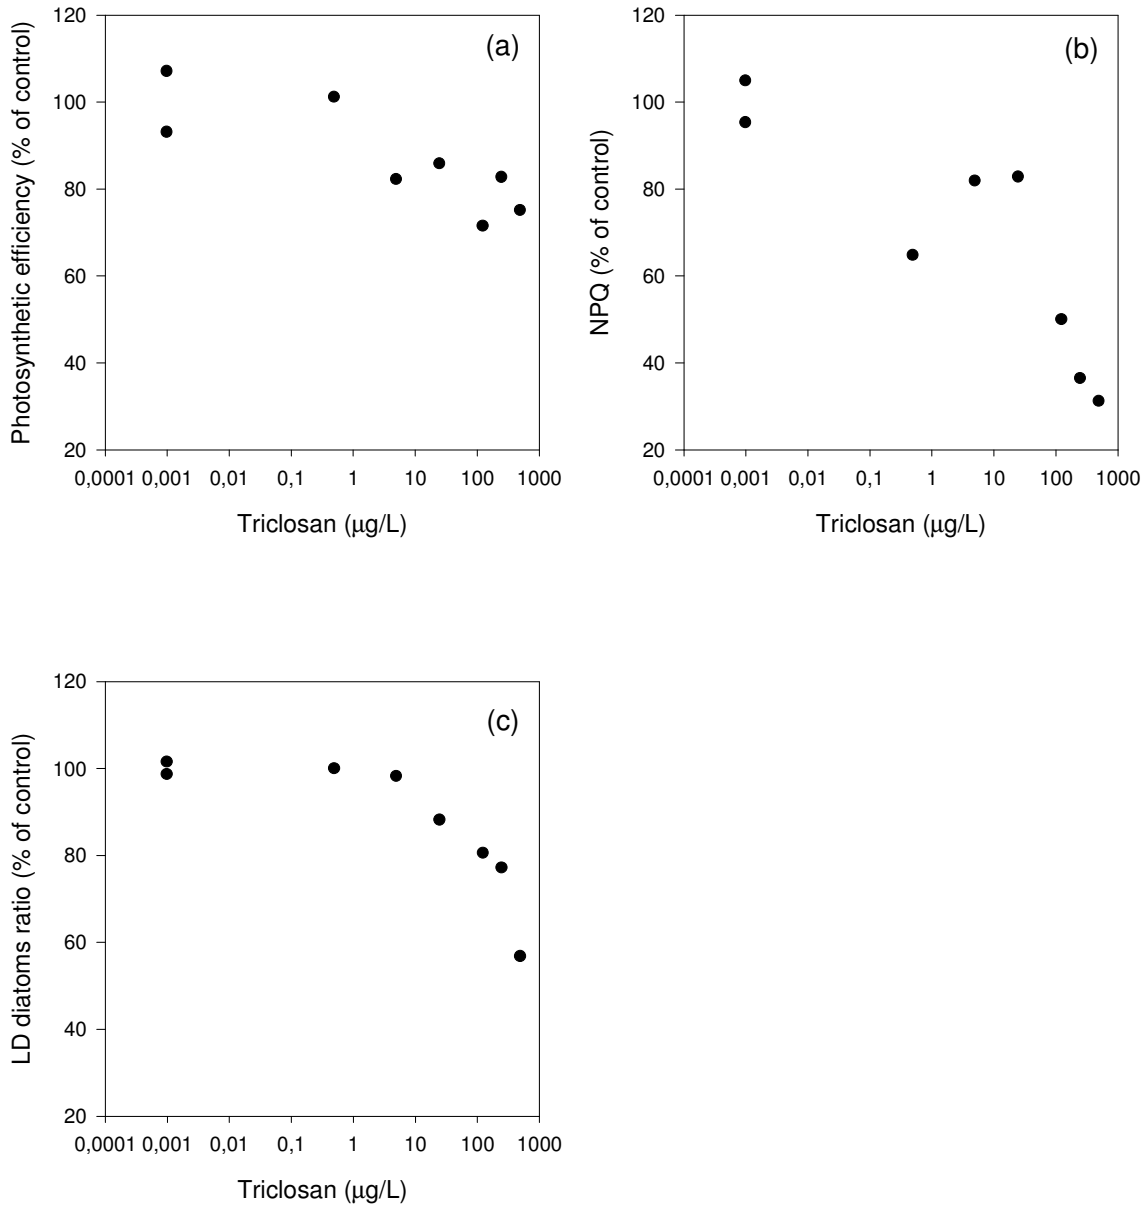 (a)
Photosynthetic efficiency (% of control)
120
100
80
60
40
20
0,0001 0,001 0,01 0,1 1 10 100 1000
Triclosan (μg/L)
(b)
NPQ (% of control)
120
100
80
60
40
20
0,0001 0,001 0,01 0,1 1 10 100 1000
Triclosan (μg/L)
(c)
LD diatoms ratio (% of control)
120
100
80
60
40
20
0,0001 0,001 0,01 0,1 1 10 100 1000
Triclosan (μg/L)